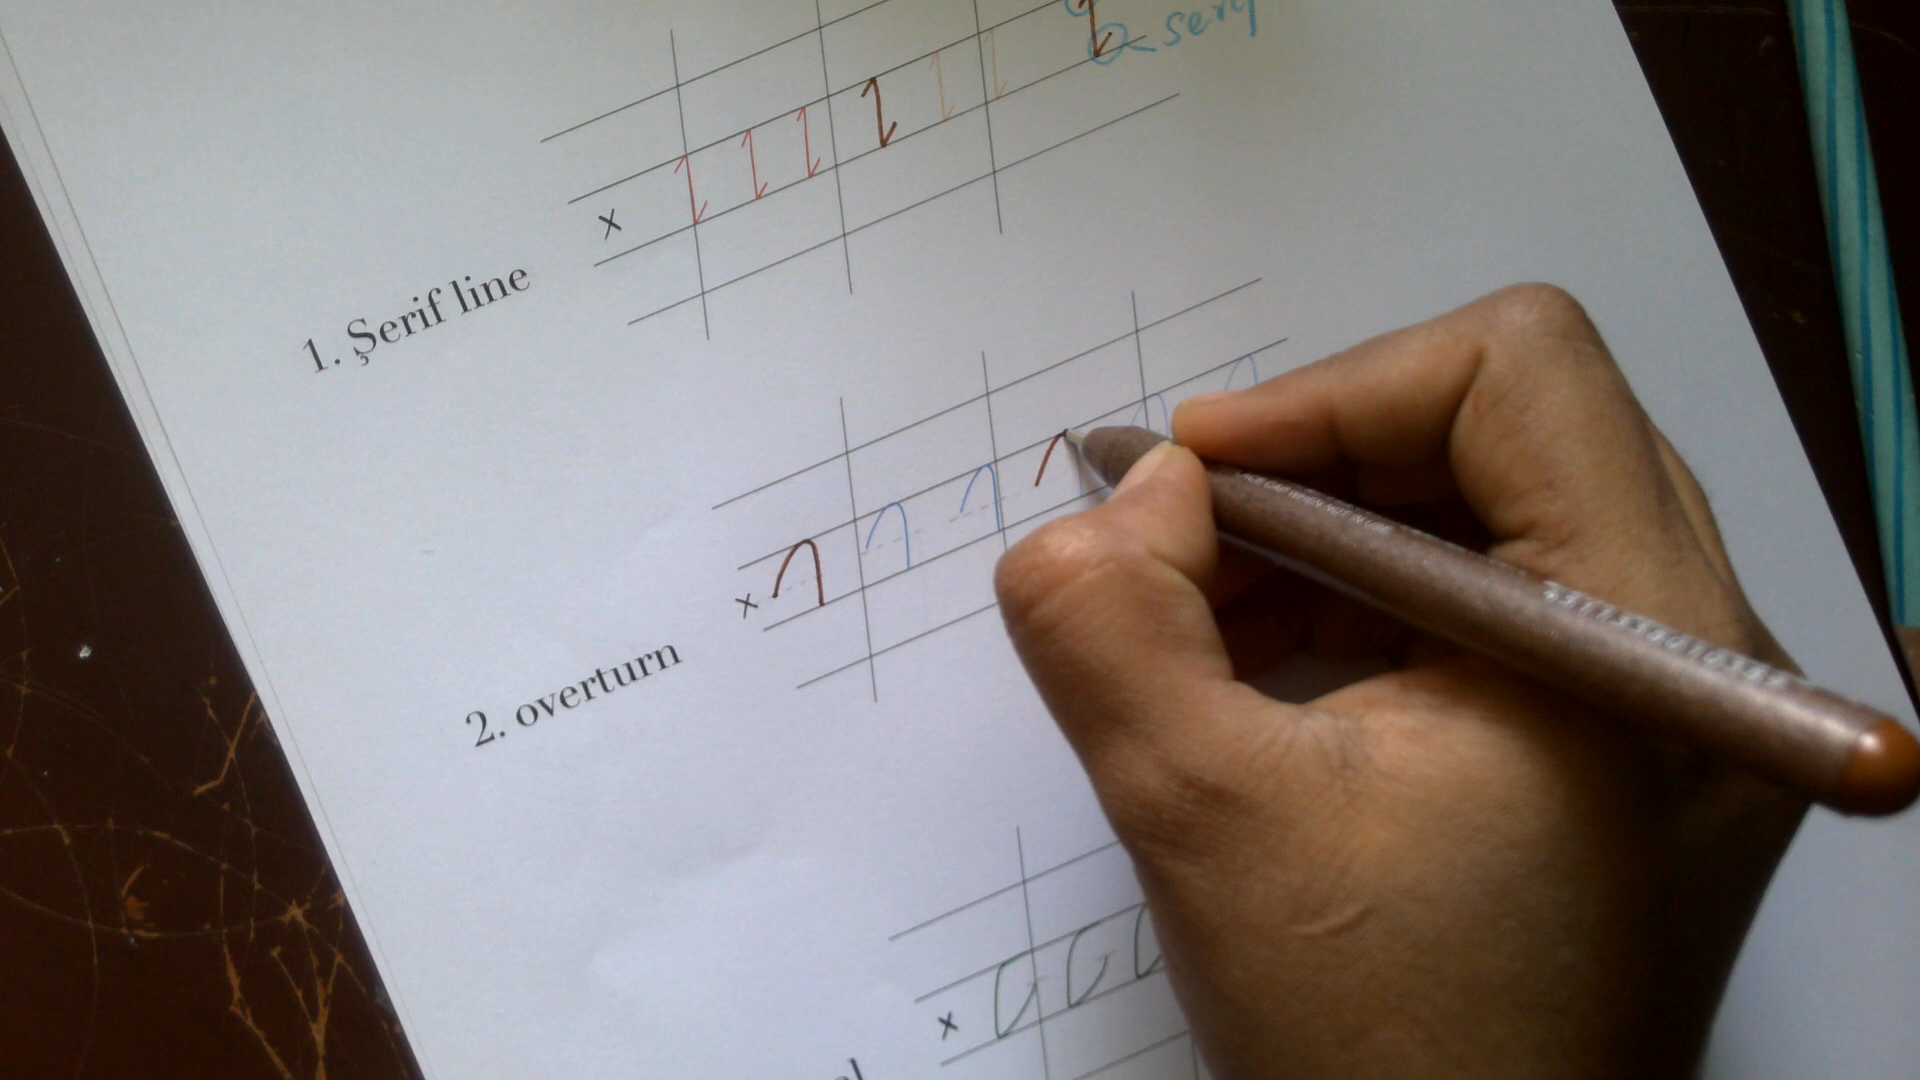 serif
1. Şerif line
x
2. overturn
x
x